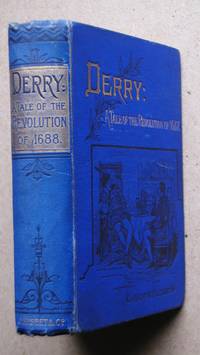 DERRY:
A TALE OF THE
REVOLUTION
OF 1688.
DERRY:
A TALE OF THE REVOLUTION OF 1688.